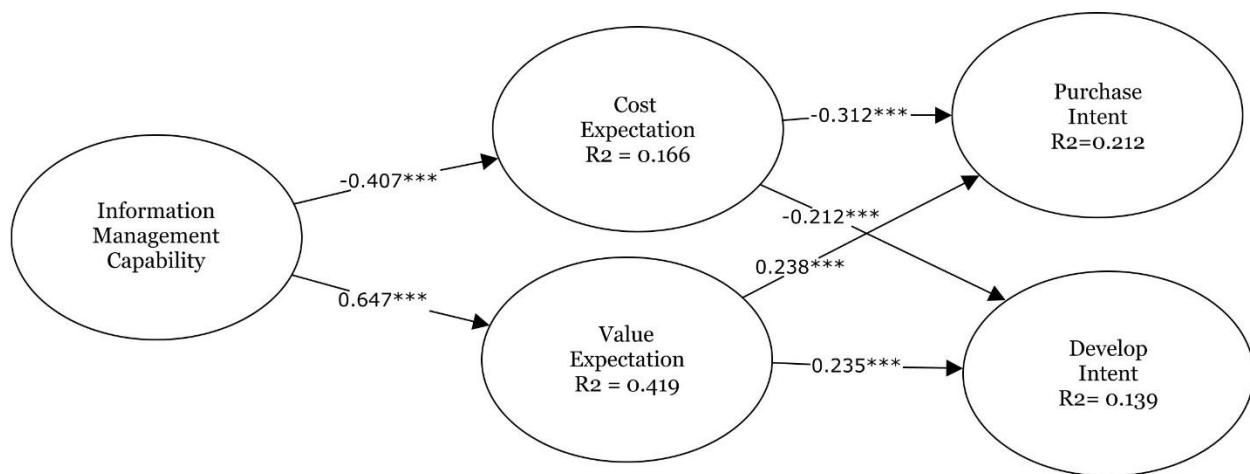 Information
Management
Capability
-0.407***
0.647***
Cost
Expectation
R2 = 0.166
Value
Expectation
R2 = 0.419
-0.312***
-0.212***
0.238***
0.235***
Purchase
Intent
R2=0.212
Develop
Intent
R2= 0.139